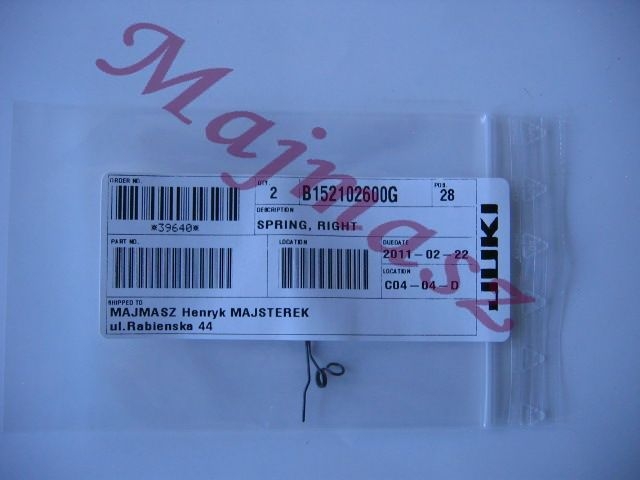 Majmasz
ORDER NO.
*39640*
QTY.
2
B152102600G
POS
28
DESCRIPTION
SPRING, RIGHT
PART NO.
LOCATION
DUEDATE
2011-02-22
LOCATION
C04-04-D
SHIPPED TO
MAJMASZ Henryk MAJSTEREK
ul.Rabienska 44
JUKI